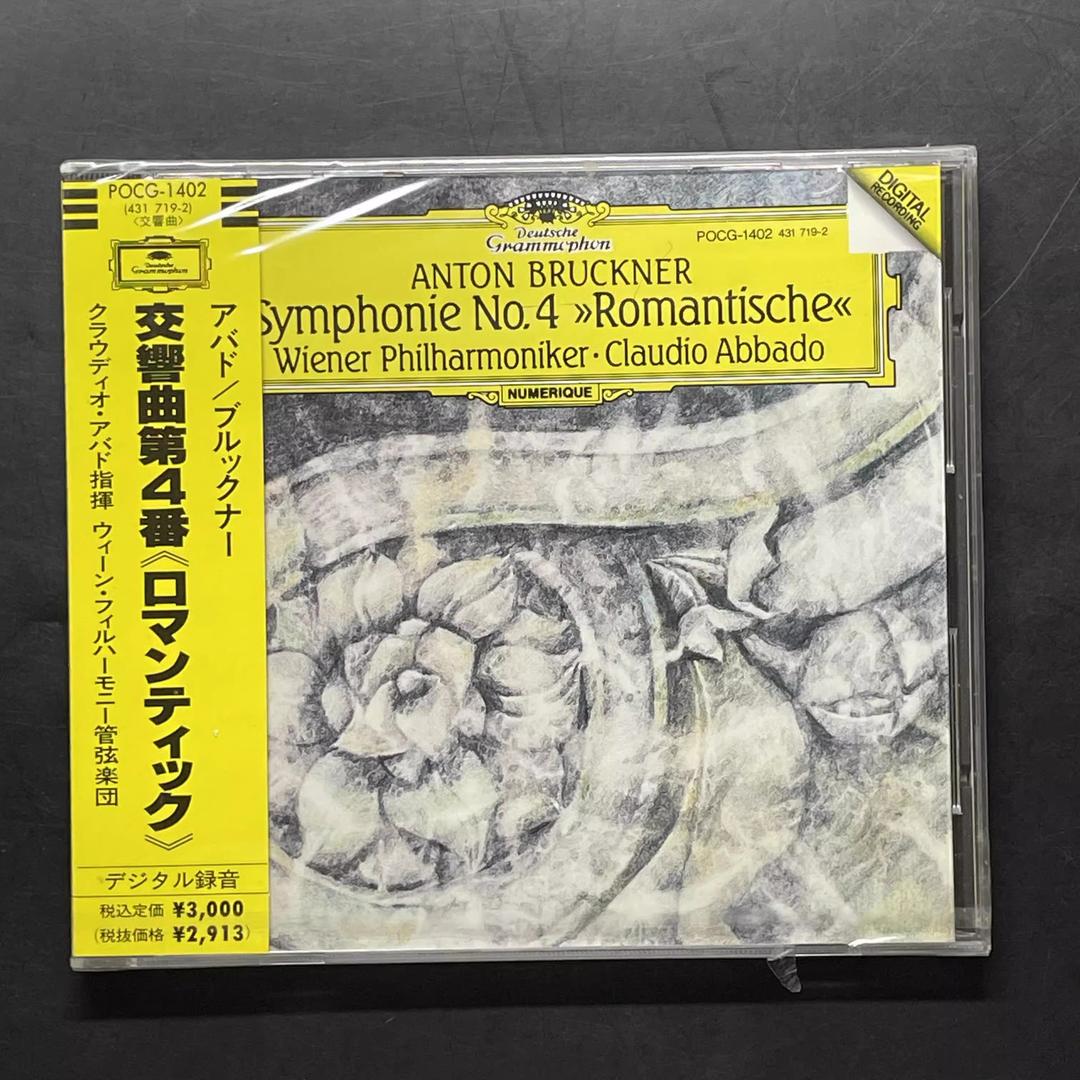 POCG-1402
(431 719-2)
〈交響曲〉
Deutsche
Grammophon
アバド/ブルックナー
交響曲第4番《ロマンティック》
クラウディオ・アバド指揮 ウィーン・フィルハーモニー管弦楽団
デジタル録音
税込定価 ¥3,000
(税抜価格 ¥2,913)
Deutsche
Grammophon
POCG-1402 431 719-2
DIGITAL
RECORDING
ANTON BRUCKNER
Symphonie No. 4 »Romantische«
Wiener Philharmoniker · Claudio Abbado
NUMERIQUE